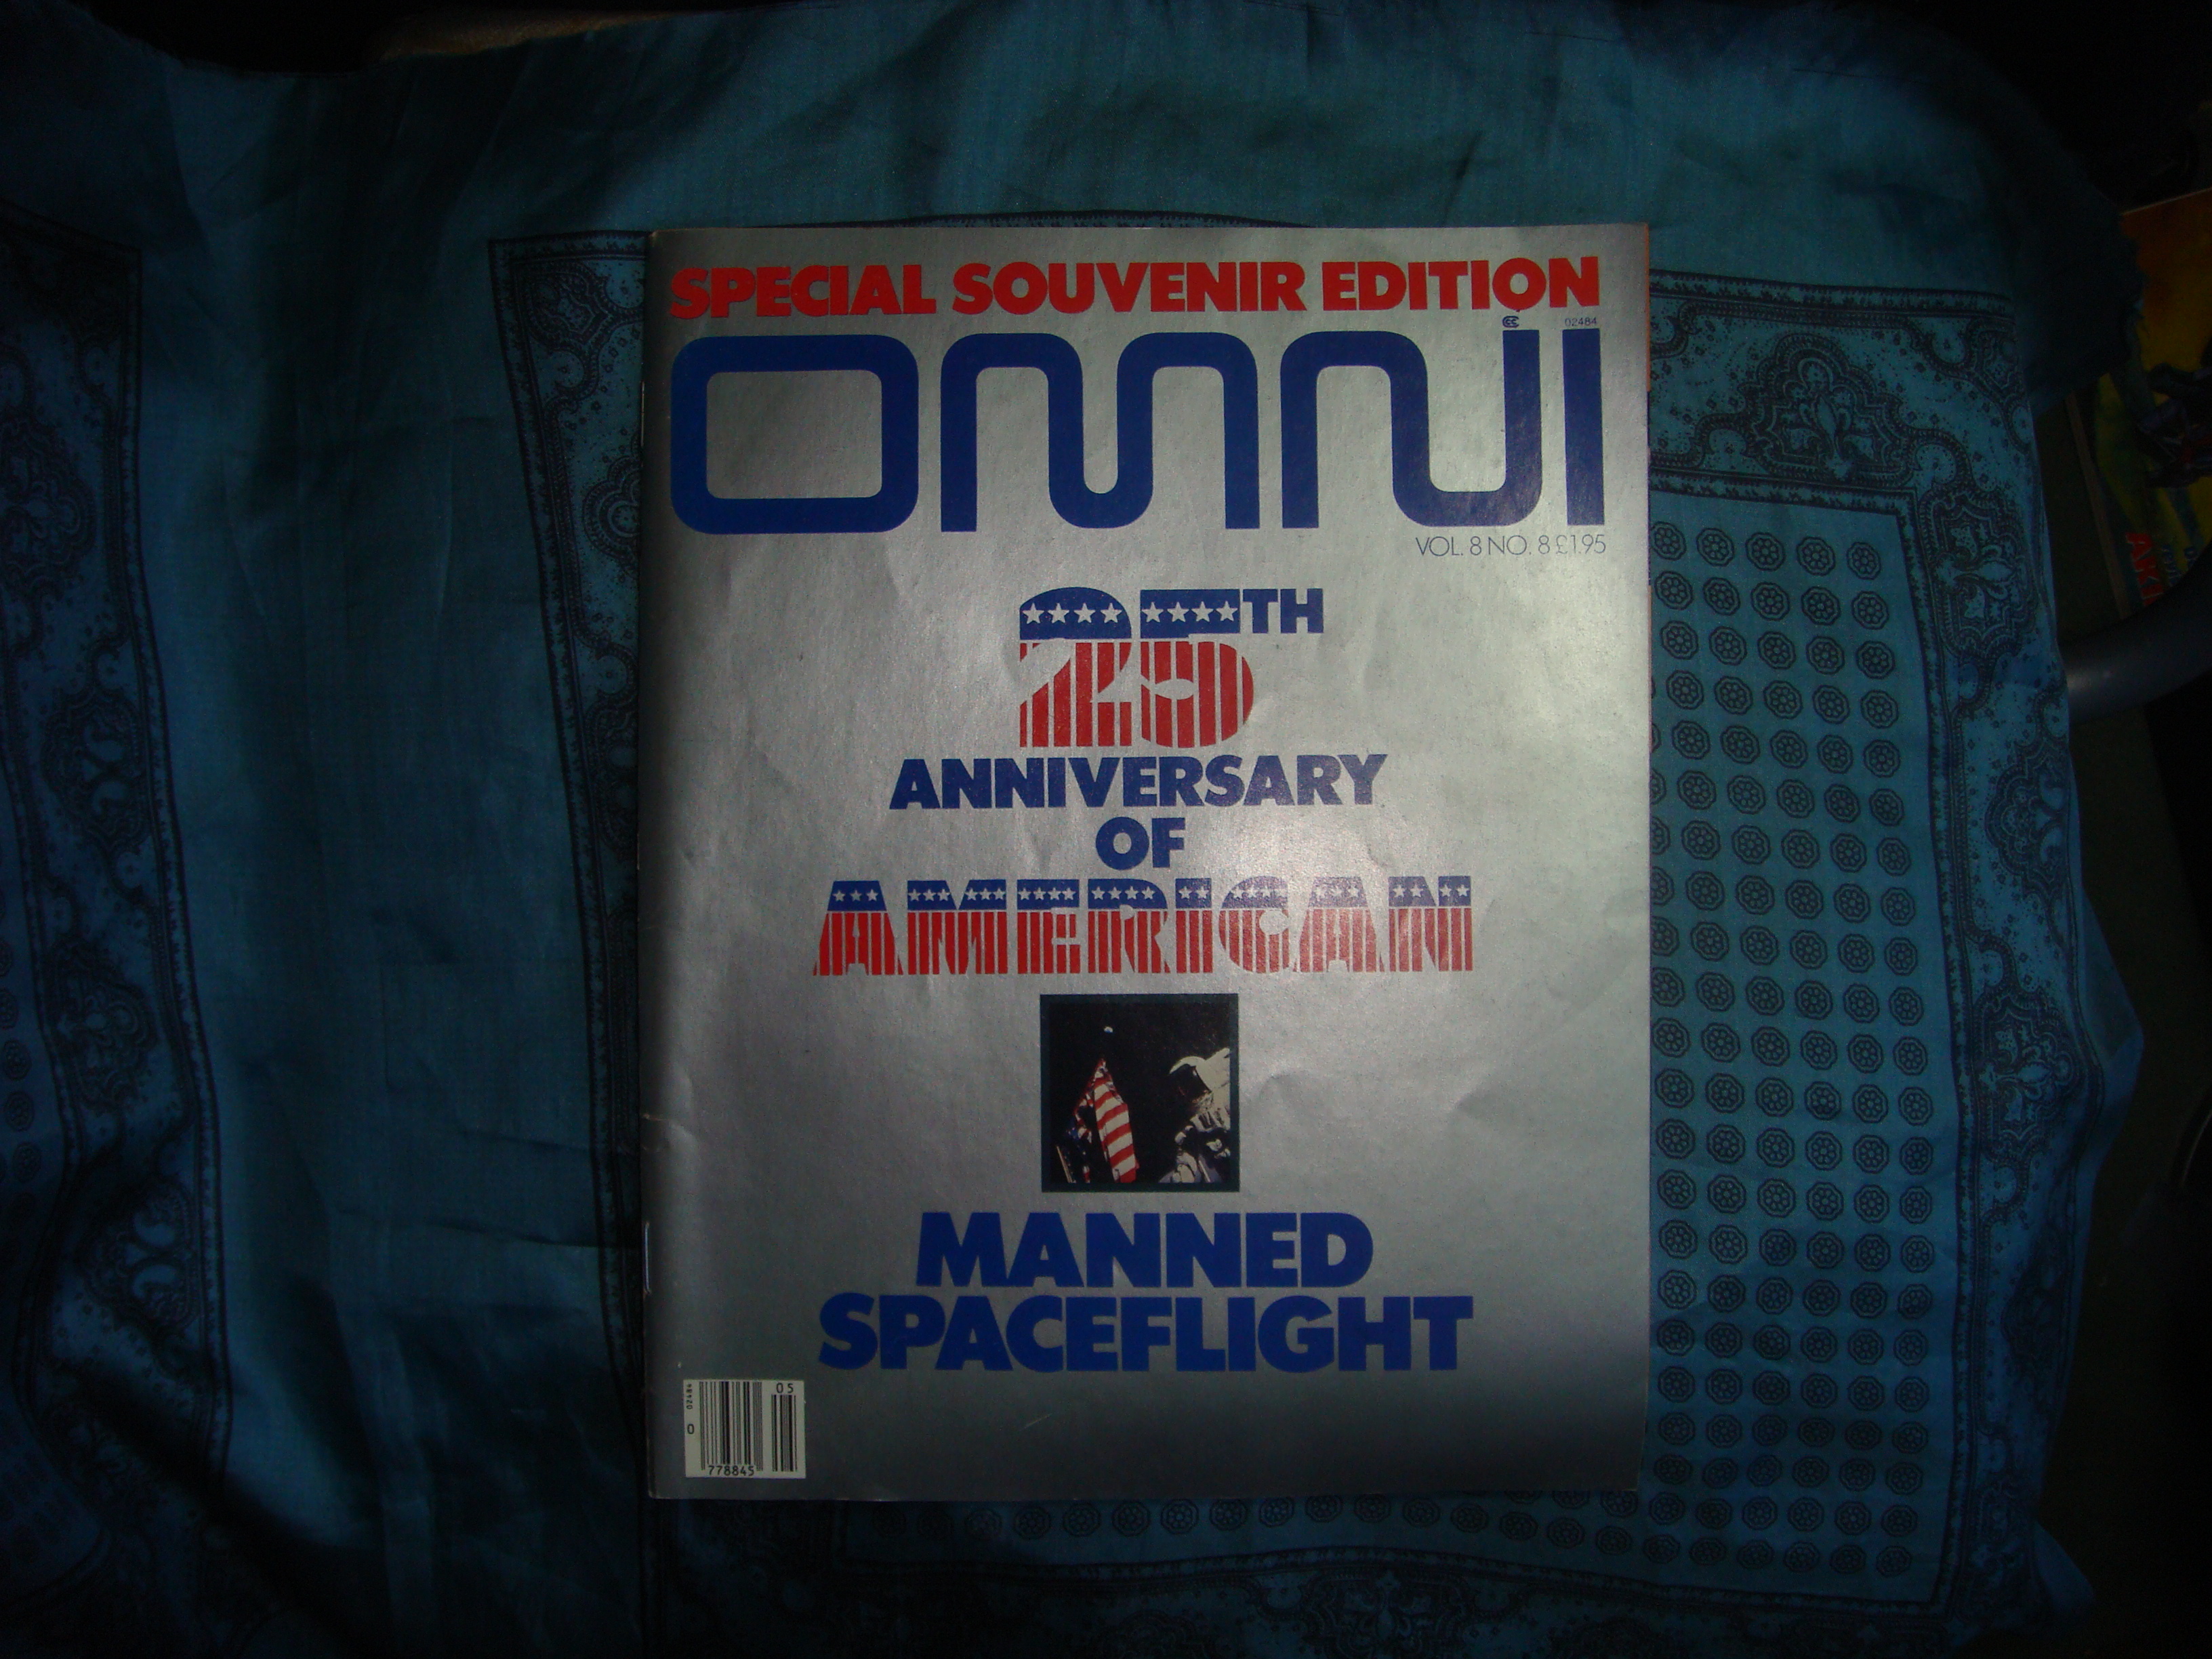 SPECIAL SOUVENIR EDITION
02484
OMNI
VOL. 8 NO. 8 £1.95
25TH
ANNIVERSARY
OF
AMERICAN
MANNED
SPACEFLIGHT
05
0 02484
778845